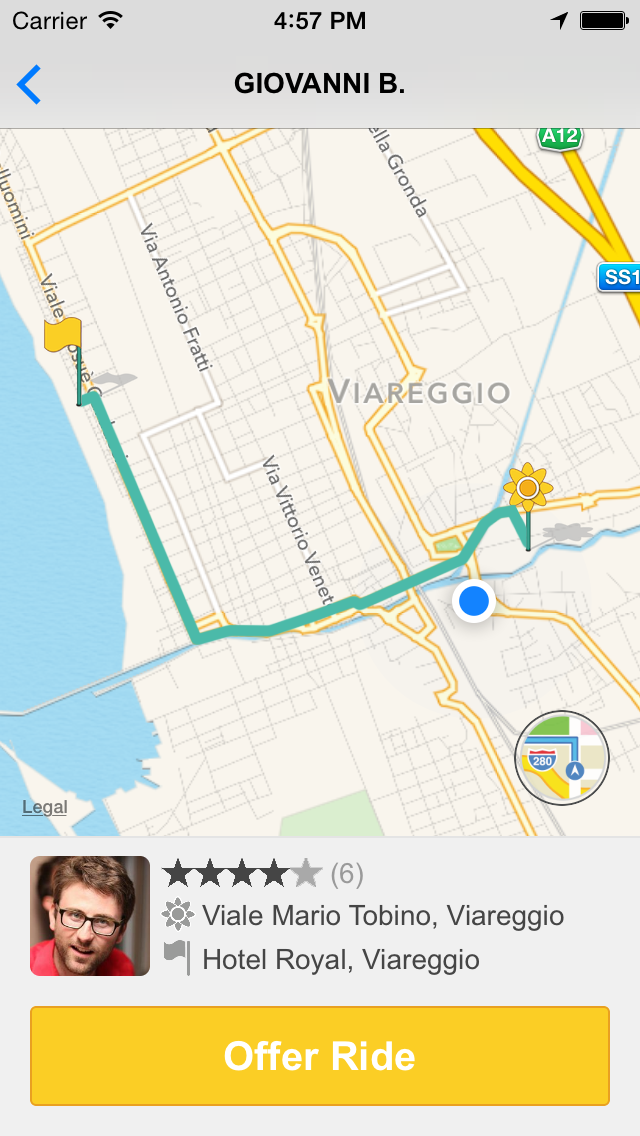 Carrier 4:57 PM
GIOVANNI B.
A12
SS1
ella Gronda
lluomini
Via Antonio Fratti
Viale
osue C
VIAREGGIO
Via Vittorio Venet
280
Legal
(6)
Viale Mario Tobino, Viareggio
Hotel Royal, Viareggio
Offer Ride